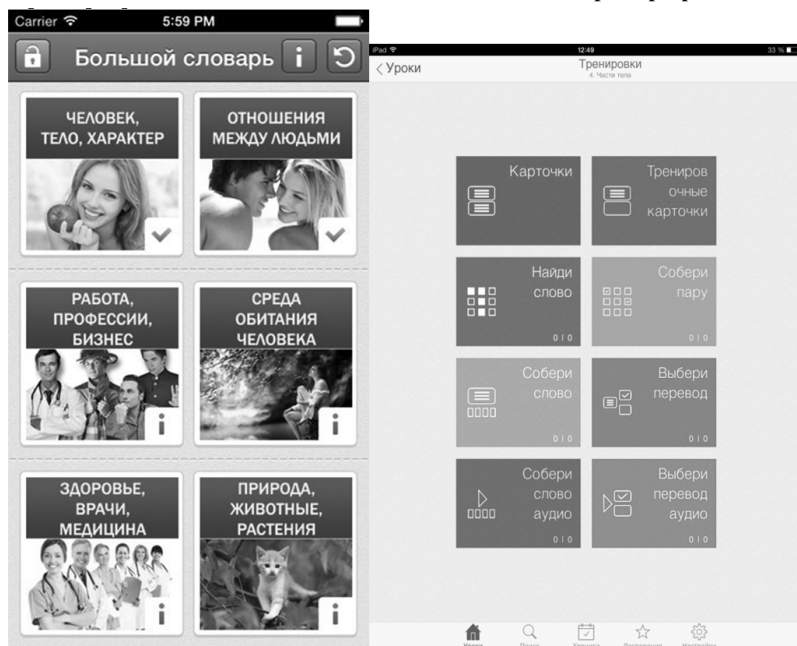 Carrier 5:59 PM
Большой словарь i
ЧЕЛОВЕК,
ТЕЛО, ХАРАКТЕР
ОТНОШЕНИЯ
МЕЖДУ ЛЮДЬМИ
РАБОТА,
ПРОФЕССИИ,
БИЗНЕС
i
СРЕДА
ОБИТАНИЯ
ЧЕЛОВЕКА
i
ЗДОРОВЬЕ,
ВРАЧИ,
МЕДИЦИНА
i
ПРИРОДА,
ЖИВОТНЫЕ,
РАСТЕНИЯ
i
iPad 12:49 33 %
Уроки Тренировки
4. Части тела
Карточки
Трениров
очные
карточки
Найди
слово
0 | 0
Собери
пару
0 | 0
Собери
слово
0 | 0
Выбери
перевод
0 | 0
Собери
слово
аудио
0 | 0
Выбери
перевод
аудио
0 | 0